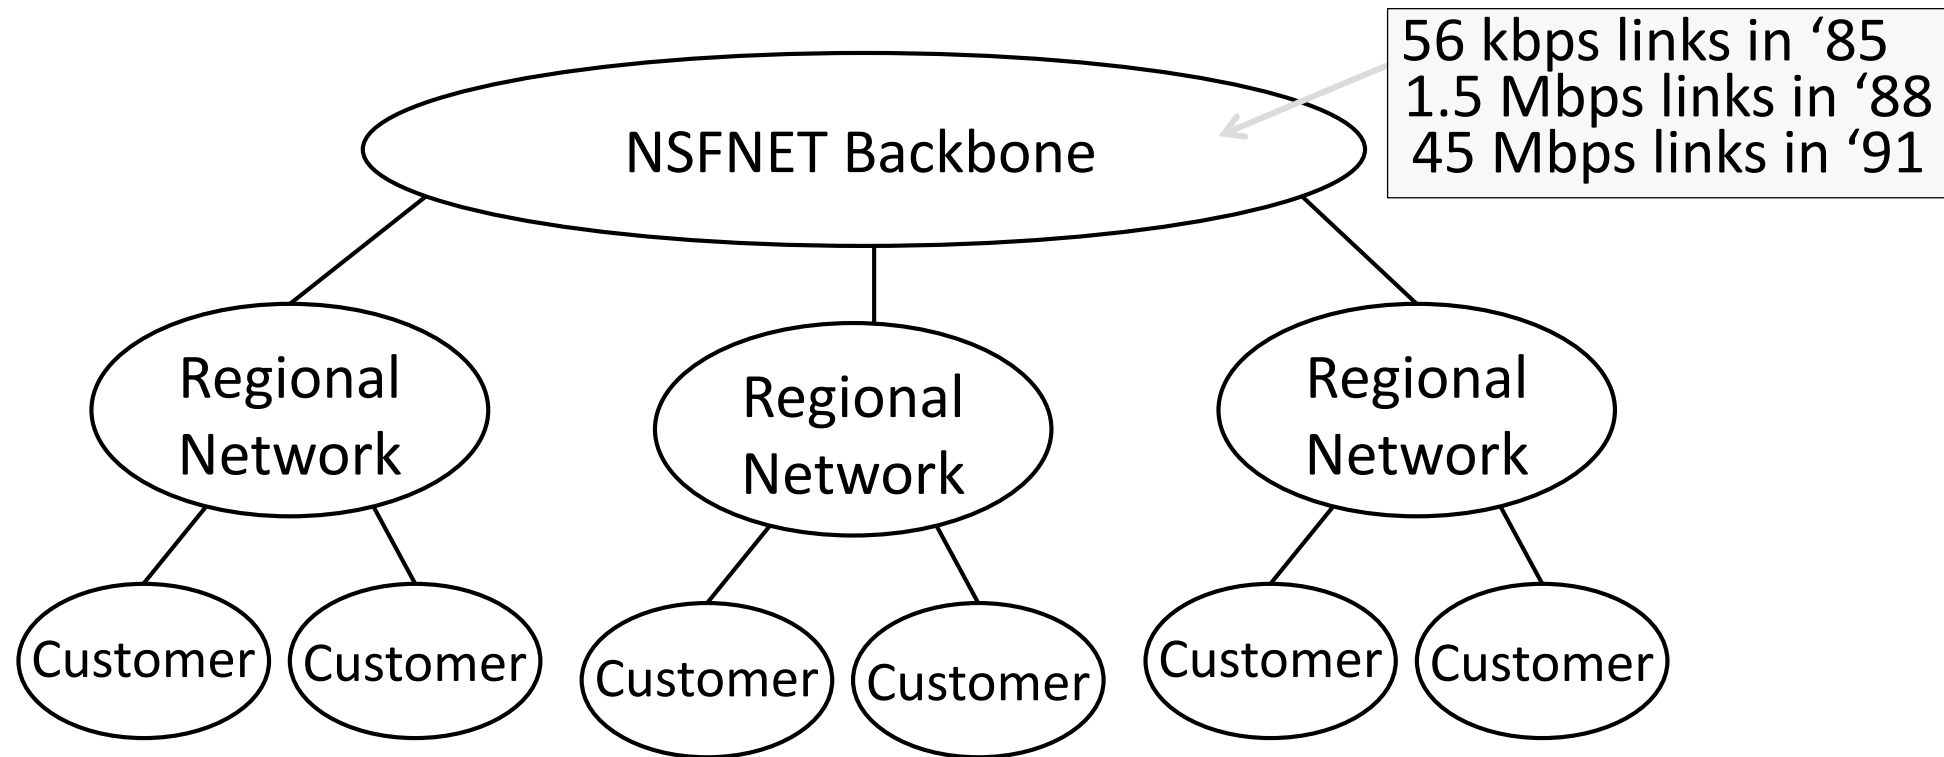 56 kbps links in ‘85
1.5 Mbps links in ‘88
45 Mbps links in ‘91
NSFNET Backbone
Regional
Network
Regional
Network
Regional
Network
Customer
Customer
Customer
Customer
Customer
Customer